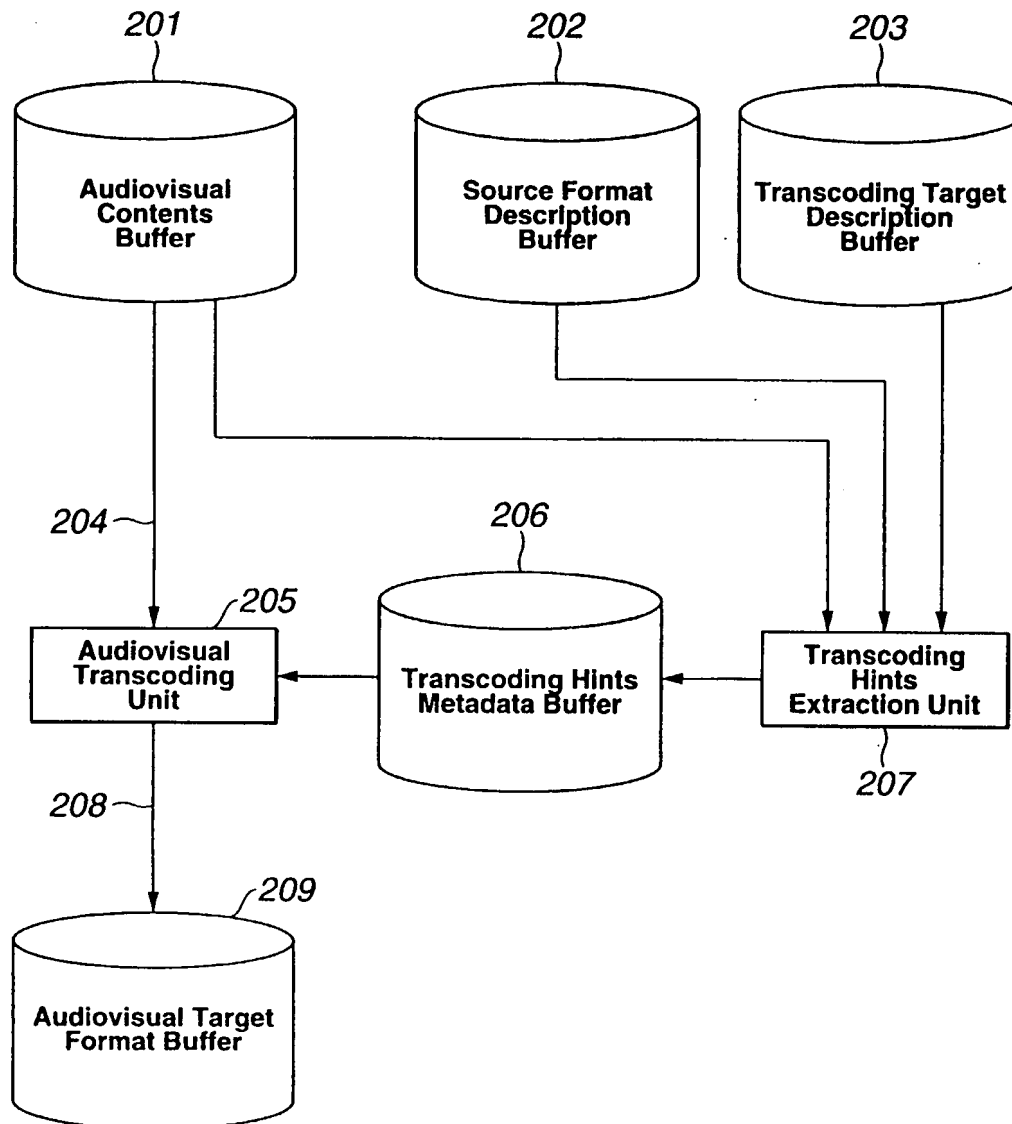 201
202
203
Audiovisual
Contents
Buffer
Source Format
Description
Buffer
Transcoding Target
Description
Buffer
204
206
205
Audiovisual
Transcoding
Unit
Transcoding Hints
Metadata Buffer
Transcoding
Hints
Extraction Unit
207
208
209
Audiovisual Target
Format Buffer